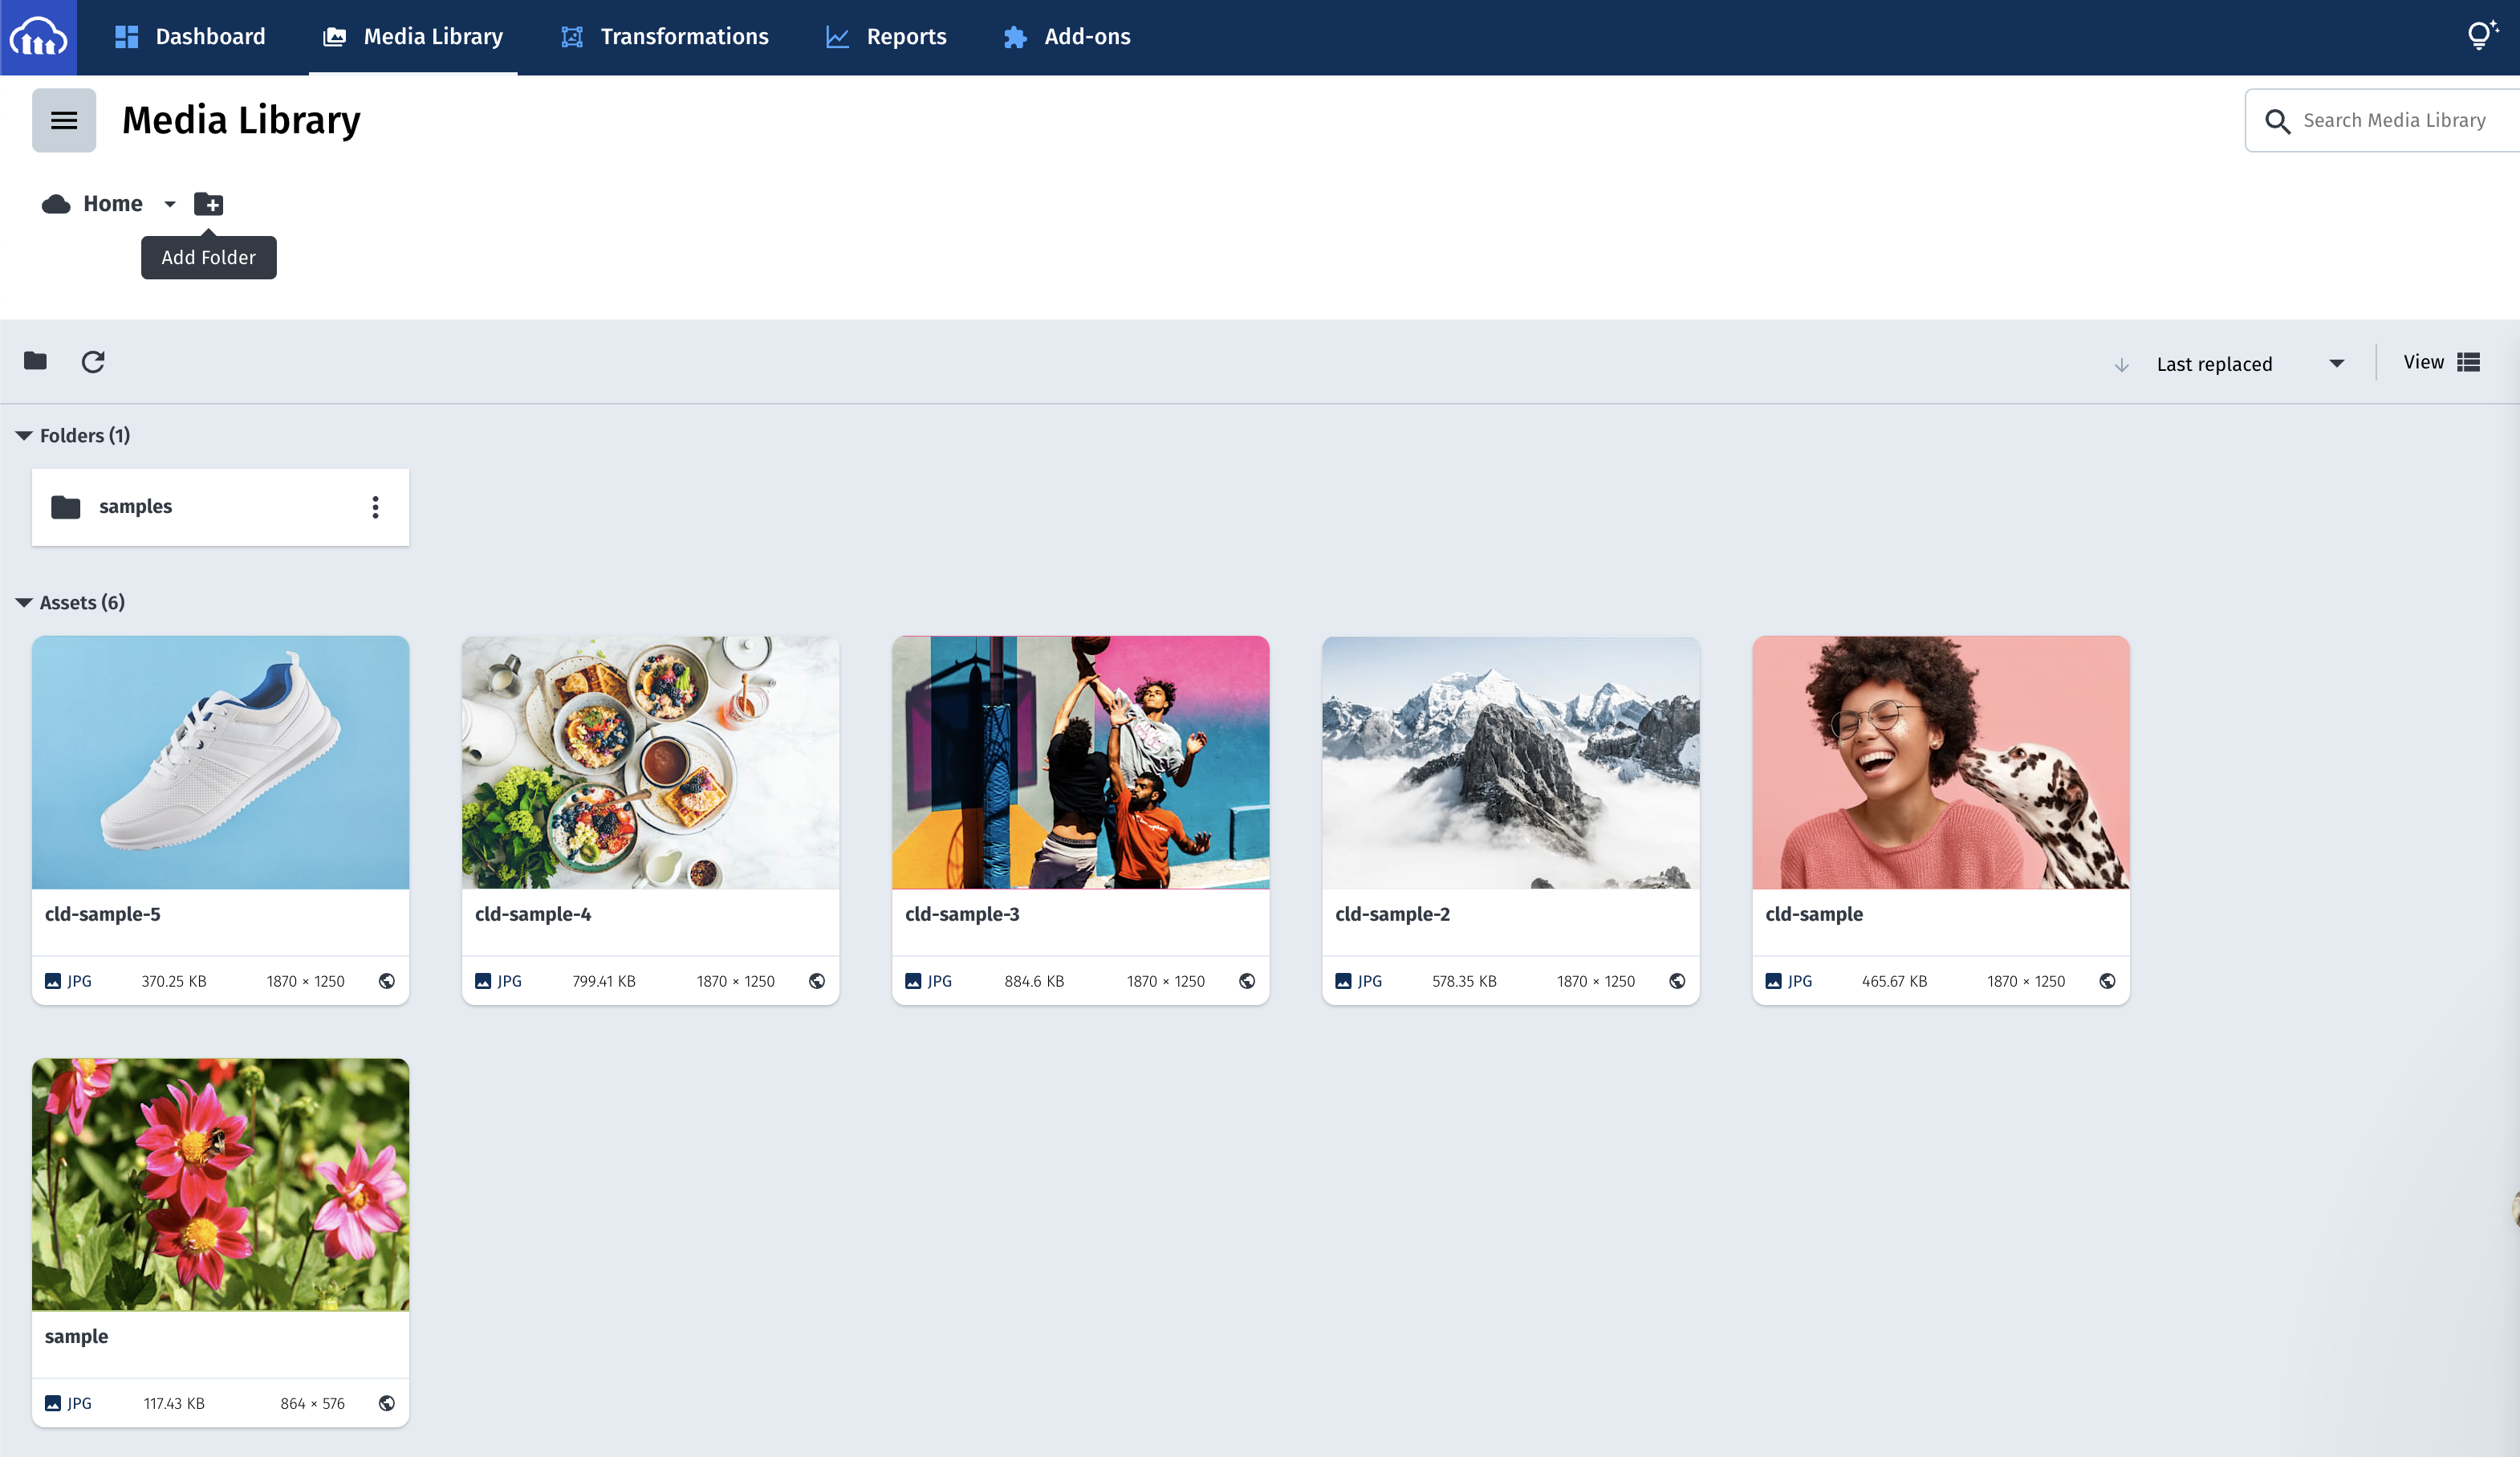 Dashboard Media Library Transformations Reports Add-ons
Media Library
Search Media Library
Home
Add Folder
Last replaced View
Folders (1)
samples
Assets (6)
cld-sample-5 cld-sample-4 cld-sample-3 cld-sample-2 cld-sample
JPG 370.25 KB 1870 × 1250 JPG 799.41 KB 1870 × 1250 JPG 884.6 KB 1870 × 1250 JPG 578.35 KB 1870 × 1250 JPG 465.67 KB 1870 × 1250
sample
JPG 117.43 KB 864 × 576